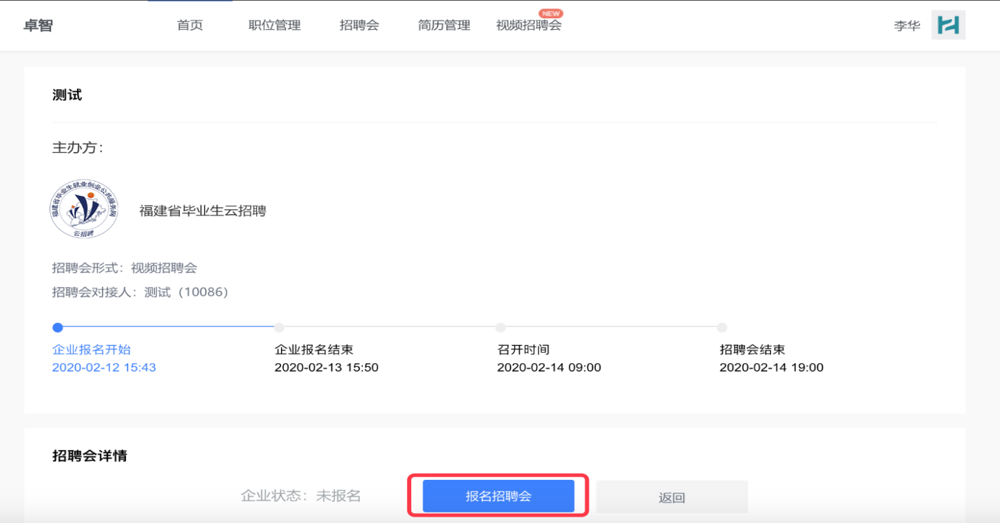 卓智
首页
职位管理
招聘会
简历管理
视频招聘会
NEW
李华
测试
主办方：
福建省毕业生就业创业公共服务网
云招聘
福建省毕业生云招聘
招聘会形式：视频招聘会
招聘会对接人：测试（10086）
企业报名开始
2020-02-12 15:43
企业报名结束
2020-02-13 15:50
召开时间
2020-02-14 09:00
招聘会结束
2020-02-14 19:00
招聘会详情
企业状态：未报名
报名招聘会
返回